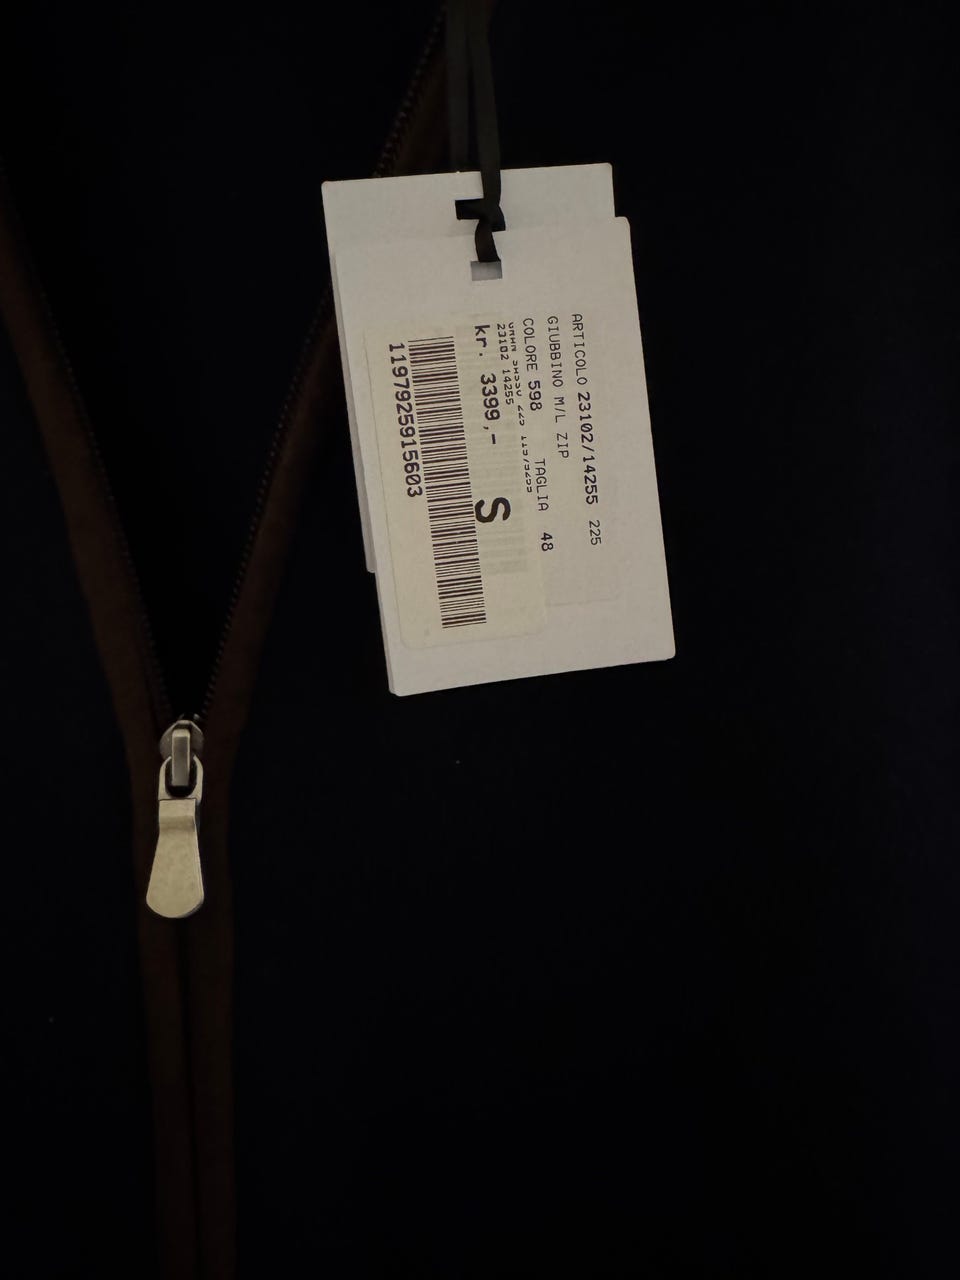 ARTICOLO 23102/14255 225
GIUBBINO M/L ZIP
COLORE 598 TAGLIA 48
23102 14255
kr. 3399,- S
1197925915603